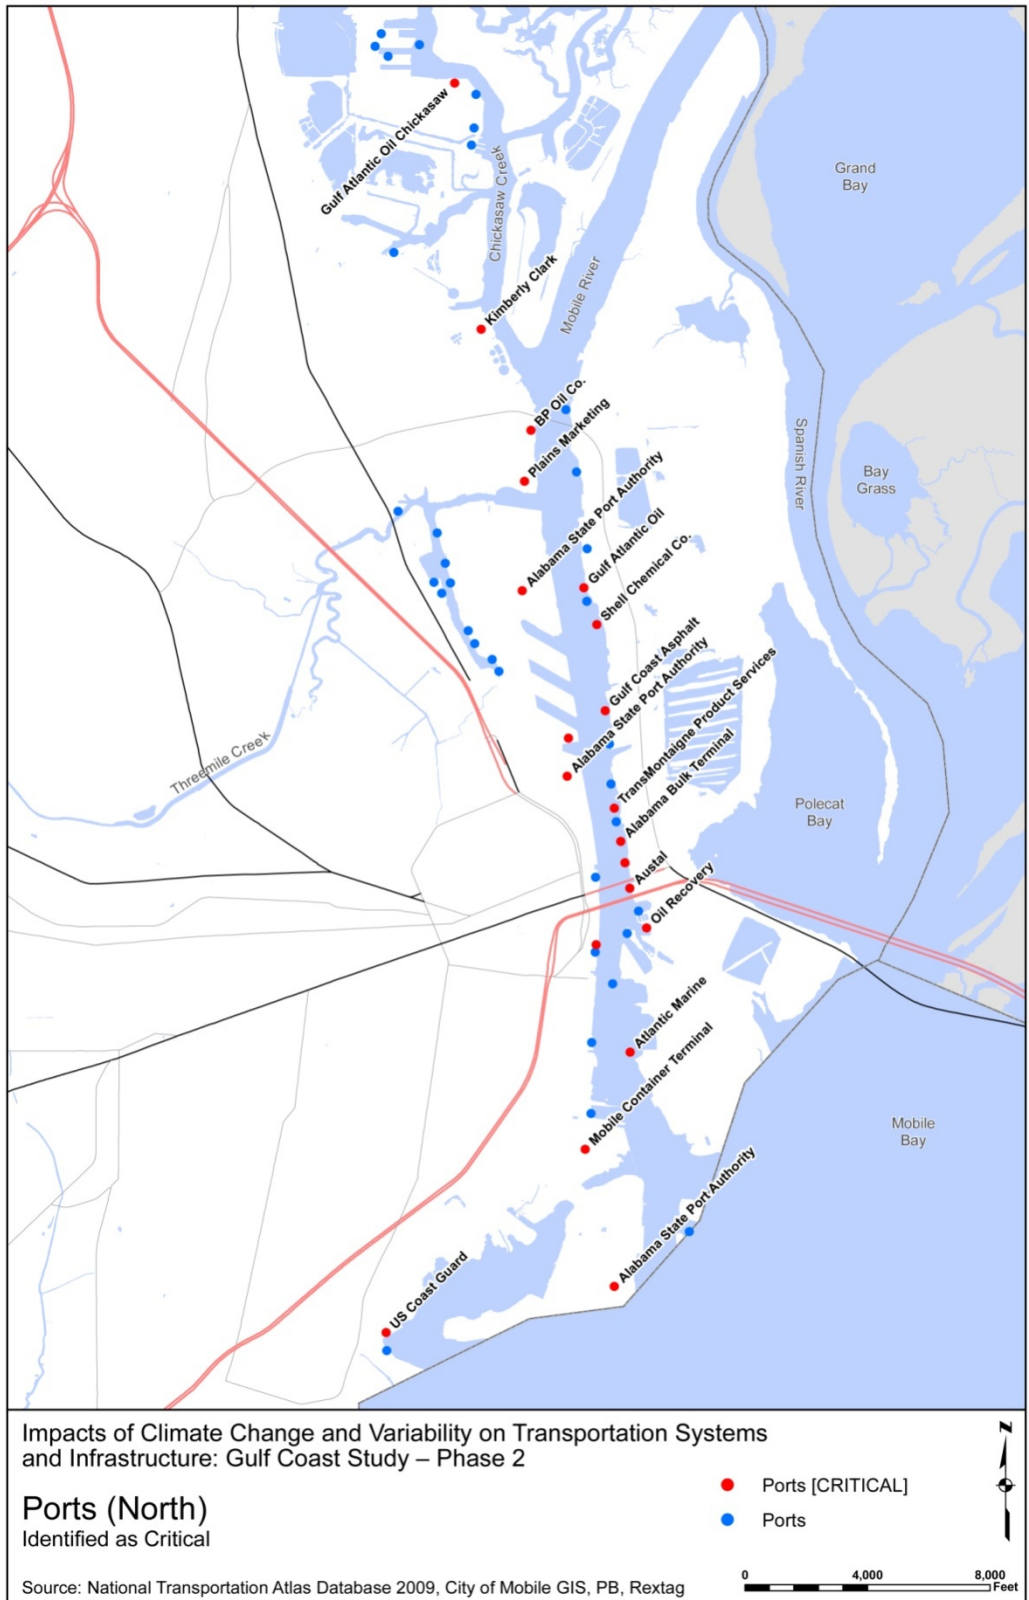 Grand
Bay
Gulf Atlantic Oil Chickasaw
Chickasaw Creek
Kimberly Clark
Mobile River
BP Oil Co.
Plains Marketing
Spanish River
Bay
Grass
Alabama State Port Authority
Gulf Atlantic Oil
Shell Chemical Co.
Gulf Coast Asphalt
Alabama State Port Authority
TransMontaigne Product Services
Threemile Creek
Alabama Bulk Terminal
Polecat
Bay
Austal
Oil Recovery
Atlantic Marine
Mobile Container Terminal
Mobile
Bay
Alabama State Port Authority
US Coast Guard
Impacts of Climate Change and Variability on Transportation Systems
and Infrastructure: Gulf Coast Study – Phase 2
Ports (North)
Identified as Critical
Source: National Transportation Atlas Database 2009, City of Mobile GIS, PB, Rextag
Ports [CRITICAL]
Ports
N
0 4,000 8,000
Feet